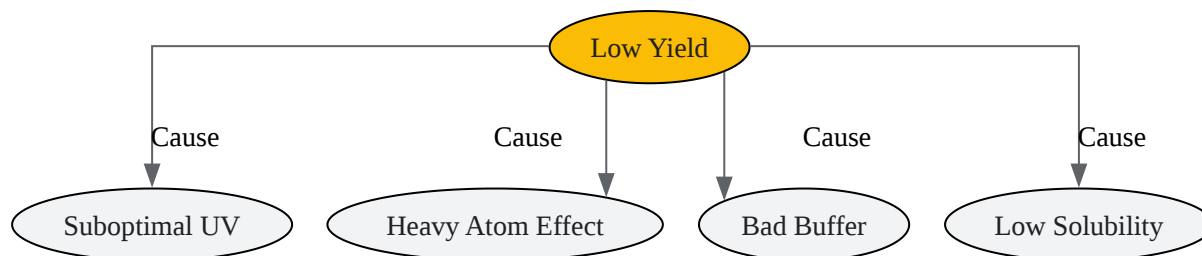 Low Yield
Cause
Cause
Cause
Cause
Suboptimal UV
Heavy Atom Effect
Bad Buffer
Low Solubility